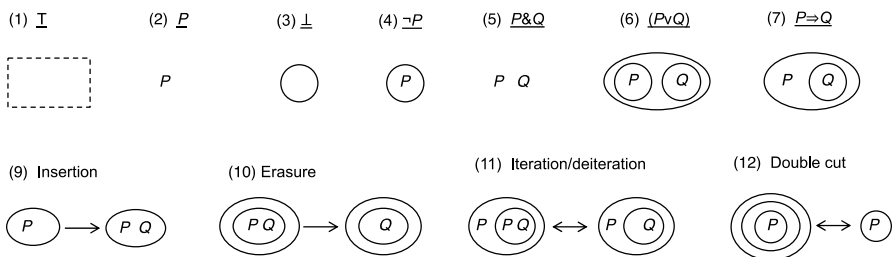 (1) T (2) P (3) ⊥ (4) ¬P (5) P&Q (6) (PvQ) (7) P⇒Q
P P P Q P Q P Q
(9) Insertion (10) Erasure (11) Iteration/deiteration (12) Double cut
P → P Q P Q → Q P P Q ↔ P Q P ↔ P